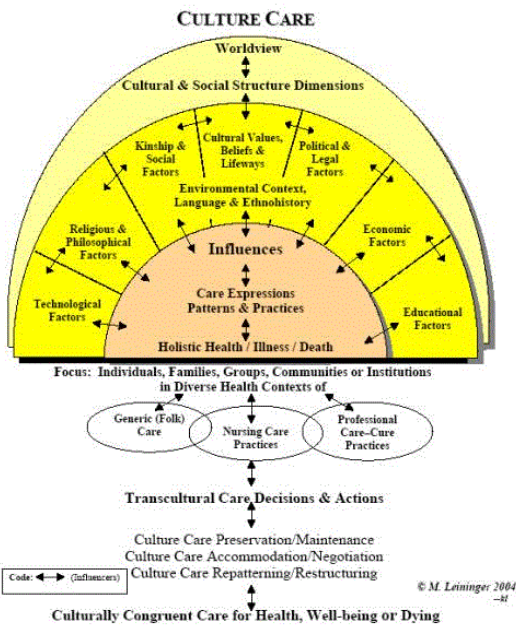 CULTURE CARE
Worldview
Cultural & Social Structure Dimensions
Kinship &
Social
Factors
Cultural Values,
Beliefs &
Lifeways
Political &
Legal
Factors
Environmental Context,
Language & Ethnohistory
Religious &
Philosophical
Factors
Economic
Factors
Technological
Factors
Educational
Factors
Influences
Care Expressions
Patterns & Practices
Holistic Health / Illness / Death
Focus: Individuals, Families, Groups, Communities or Institutions
in Diverse Health Contexts of
Generic (Folk)
Care
Nursing Care
Practices
Professional
Care–Cure
Practices
Transcultural Care Decisions & Actions
Culture Care Preservation/Maintenance
Culture Care Accommodation/Negotiation
Culture Care Repatterning/Restructuring
Code: (Influencers)
© M. Leininger 2004
--kl
Culturally Congruent Care for Health, Well-being or Dying